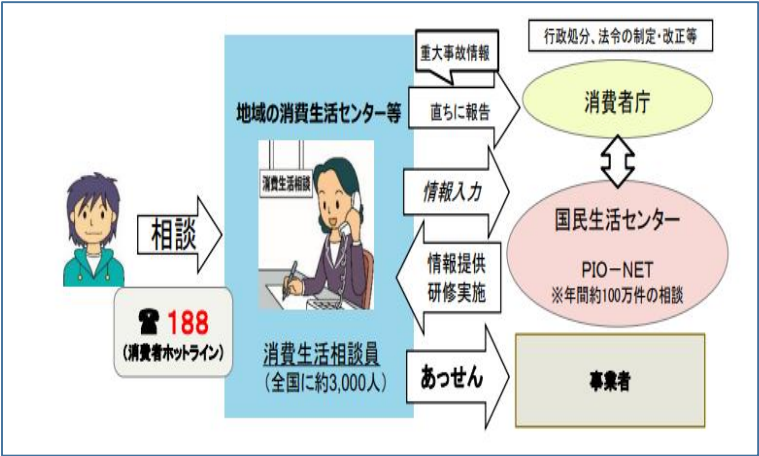 行政処分、法令の制定・改正等
重大事故情報
地域の消費生活センター等
直ちに報告
消費者庁
消費生活相談
情報入力
相談
国民生活センター
情報提供
研修実施
PIO－NET
※年間約100万件の相談
☎ 188
（消費者ホットライン）
消費生活相談員
（全国に約3,000人）
あっせん
事業者